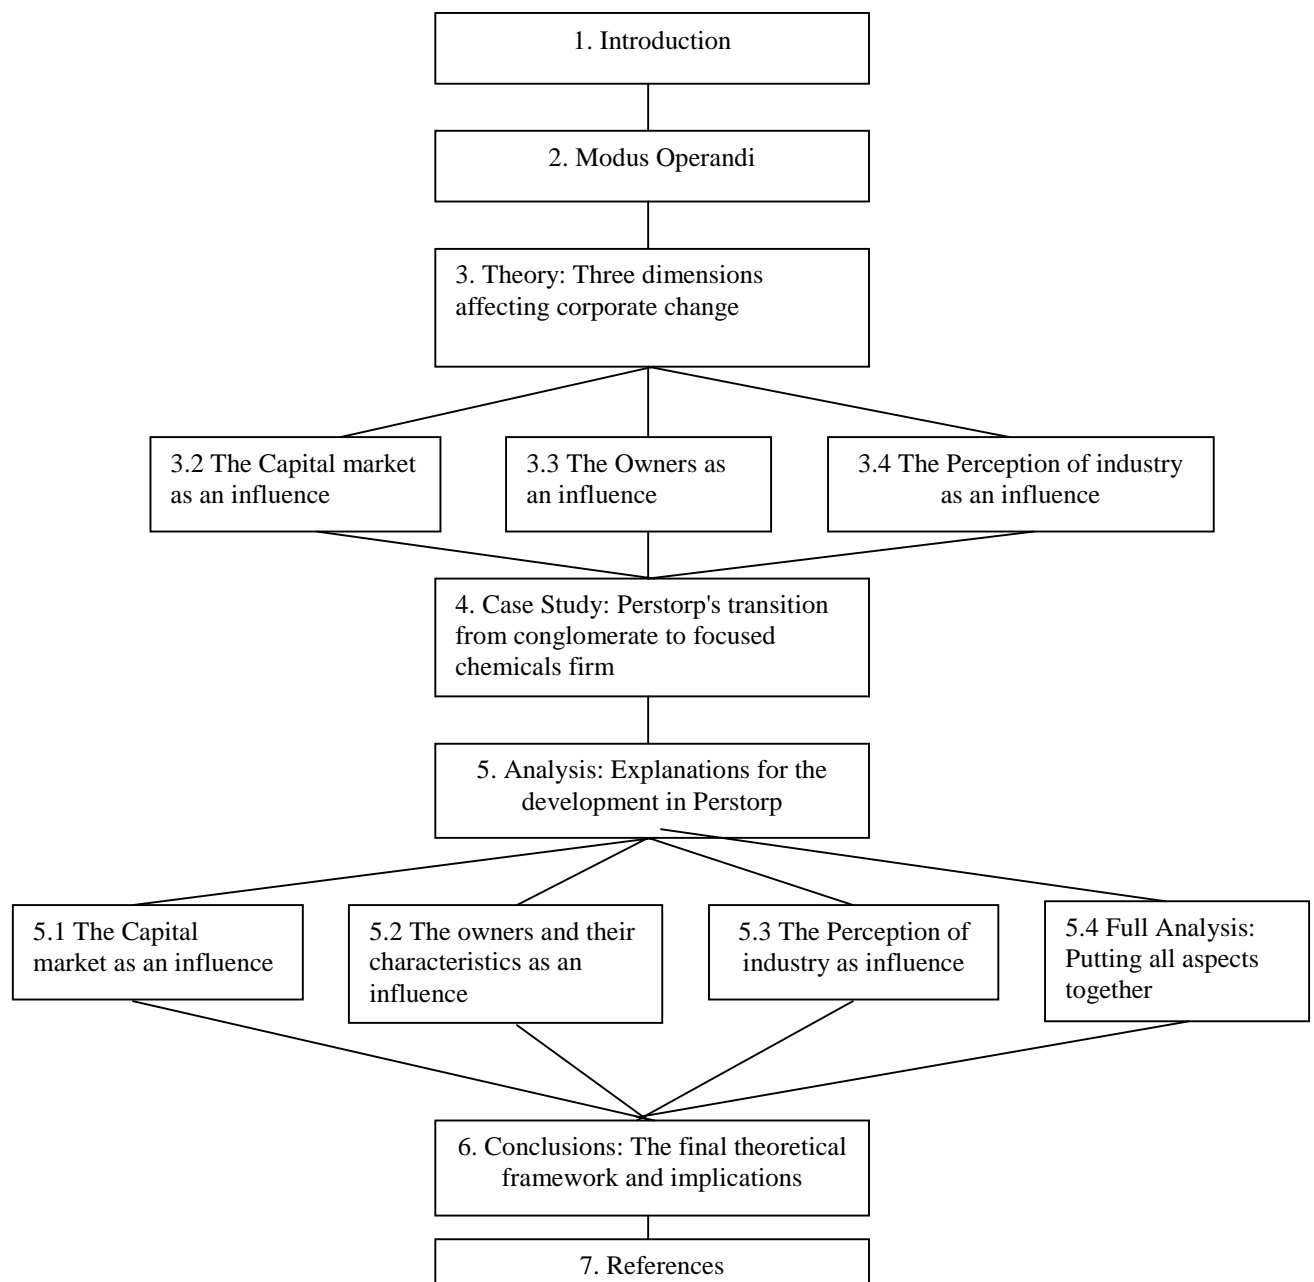 1. Introduction
2. Modus Operandi
3. Theory: Three dimensions
affecting corporate change
3.2 The Capital market
as an influence
3.3 The Owners as
an influence
3.4 The Perception of industry
as an influence
4. Case Study: Perstorp's transition
from conglomerate to focused
chemicals firm
5. Analysis: Explanations for the
development in Perstorp
5.1 The Capital
market as an influence
5.2 The owners and their
characteristics as an
influence
5.3 The Perception of
industry as influence
5.4 Full Analysis:
Putting all aspects
together
6. Conclusions: The final theoretical
framework and implications
7. References